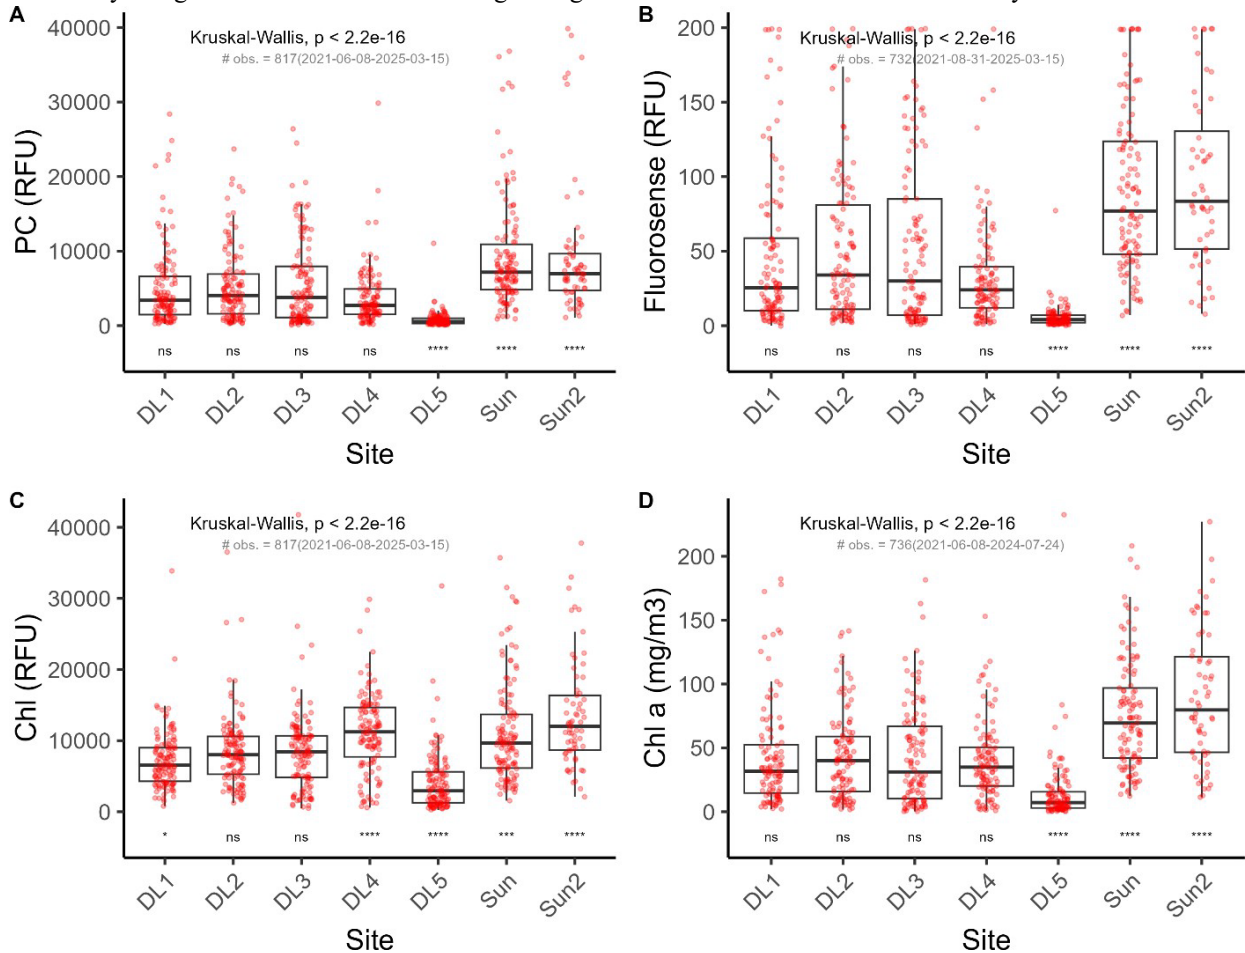 A
Kruskal-Wallis, p < 2.2e-16
# obs. = 817(2021-06-08-2025-03-15)
PC (RFU)
40000
30000
20000
10000
0
ns ns ns ns **** **** ****
DL1 DL2 DL3 DL4 DL5 Sun Sun2
Site
B
Kruskal-Wallis, p < 2.2e-16
# obs. = 732(2021-08-31-2025-03-15)
Fluorosense (RFU)
200
150
100
50
0
ns ns ns ns **** **** ****
DL1 DL2 DL3 DL4 DL5 Sun Sun2
Site
C
Kruskal-Wallis, p < 2.2e-16
# obs. = 817(2021-06-08-2025-03-15)
Chl (RFU)
40000
30000
20000
10000
0
* ns ns **** **** *** ****
DL1 DL2 DL3 DL4 DL5 Sun Sun2
Site
D
Kruskal-Wallis, p < 2.2e-16
# obs. = 736(2021-06-08-2024-07-24)
Chl a (mg/m3)
200
150
100
50
0
ns ns ns ns **** **** ****
DL1 DL2 DL3 DL4 DL5 Sun Sun2
Site